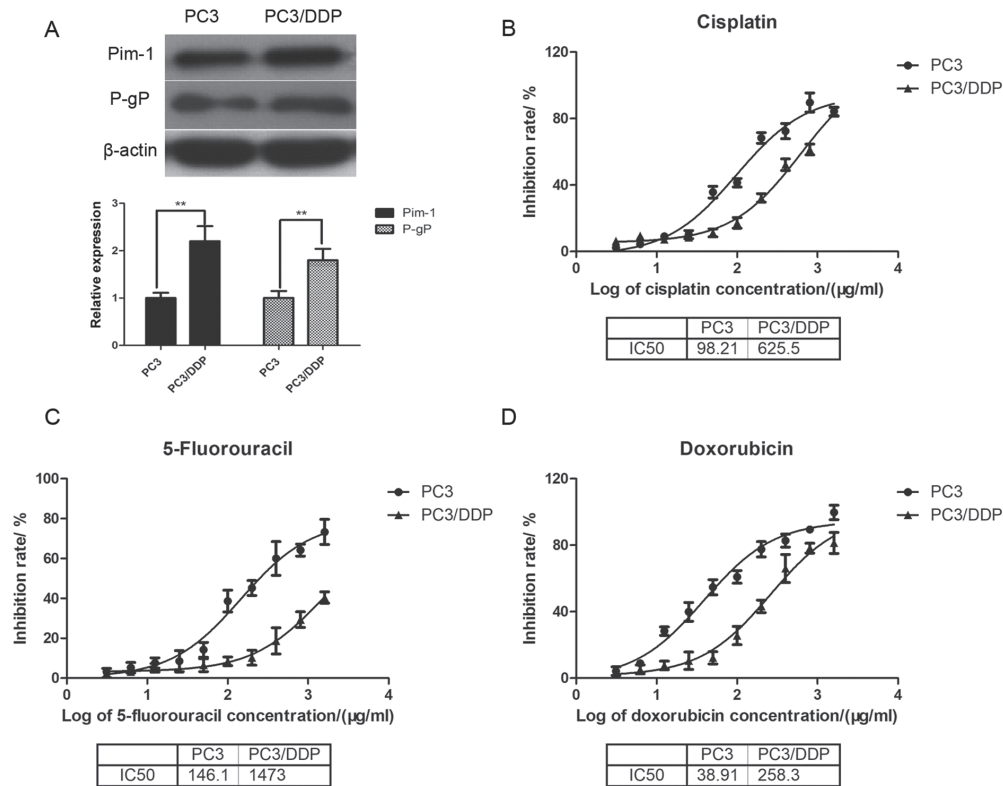 A
PC3 PC3/DDP
Pim-1
P-gP
β-actin
3
2
1
0
Relative expression
**
**
Pim-1
P-gP
PC3
PC3/DDP
PC3
PC3/DDP
B
Cisplatin
120
80
40
0
Inhibition rate/ %
0 1 2 3 4
Log of cisplatin concentration/(μg/ml)
PC3
PC3/DDP
PC3 PC3/DDP
IC50 98.21 625.5
C
5-Fluorouracil
100
80
60
40
20
0
Inhibition rate/ %
0 1 2 3 4
Log of 5-fluorouracil concentration/(μg/ml)
PC3
PC3/DDP
PC3 PC3/DDP
IC50 146.1 1473
D
Doxorubicin
120
80
40
0
Inhibition rate/ %
0 1 2 3 4
Log of doxorubicin concentration/(μg/ml)
PC3
PC3/DDP
PC3 PC3/DDP
IC50 38.91 258.3